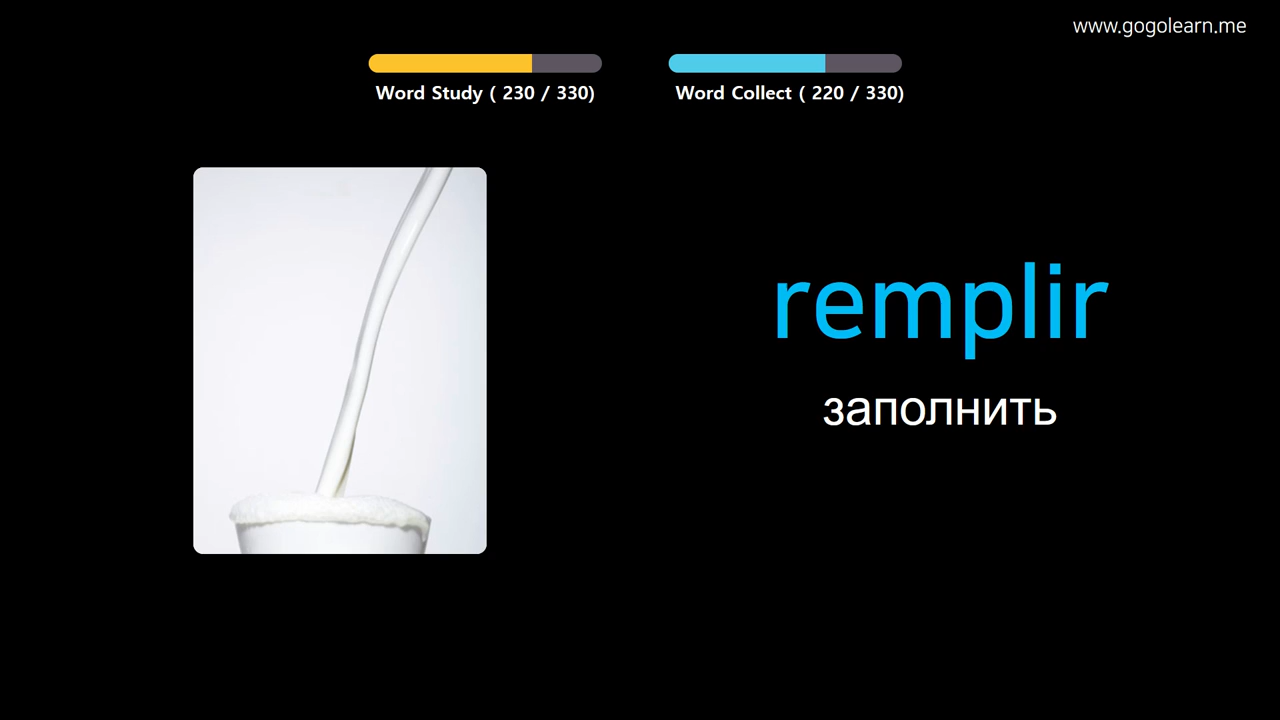 www.gogolearn.me
Word Study ( 230 / 330)
Word Collect ( 220 / 330)
remplir
заполнить